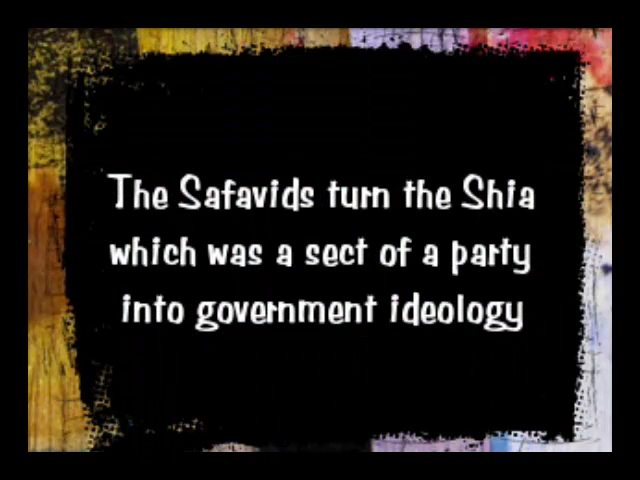 The Safavids turn the Shia
which was a sect of a party
into government ideology